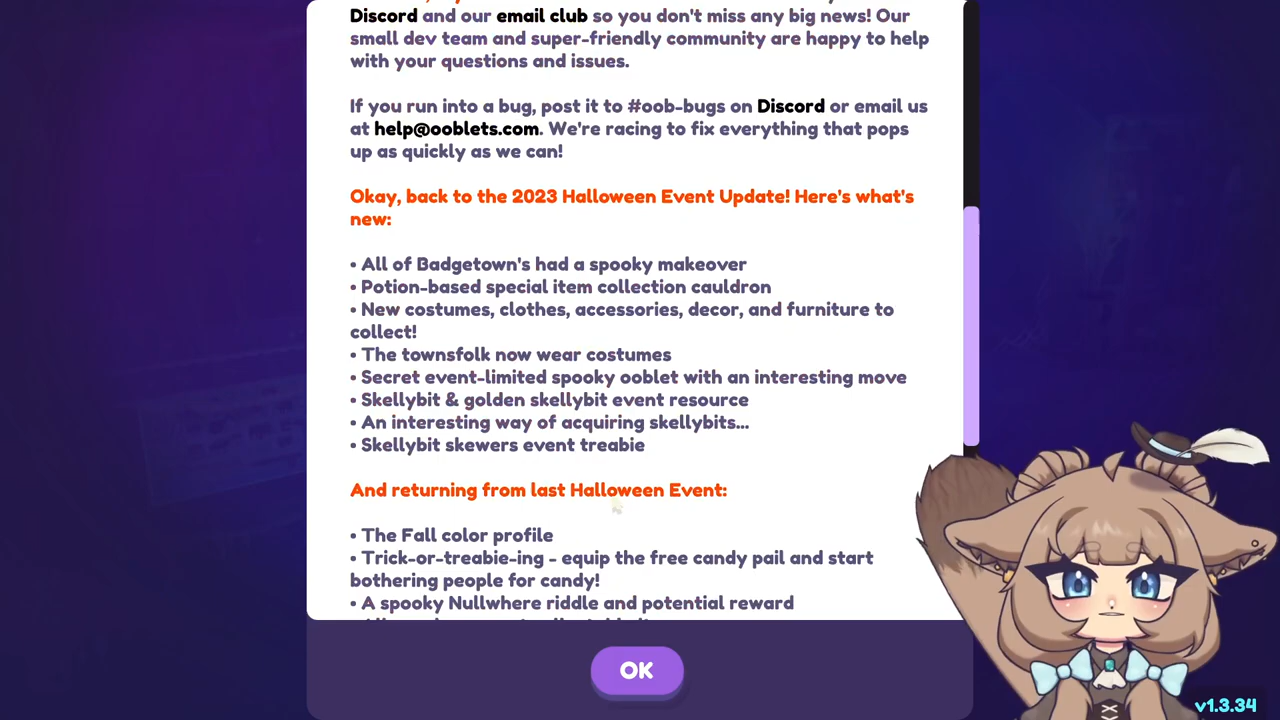 Discord and our email club so you don't miss any big news! Our
small dev team and super-friendly community are happy to help
with your questions and issues.
If you run into a bug, post it to #oob-bugs on Discord or email us
at help@ooblets.com. We're racing to fix everything that pops
up as quickly as we can!
Okay, back to the 2023 Halloween Event Update! Here's what's
new:
• All of Badgetown's had a spooky makeover
• Potion-based special item collection cauldron
• New costumes, clothes, accessories, decor, and furniture to
collect!
• The townsfolk now wear costumes
• Secret event-limited spooky ooblet with an interesting move
• Skellybit & golden skellybit event resource
• An interesting way of acquiring skellybits...
• Skellybit skewers event treabie
And returning from last Halloween Event:
• The Fall color profile
• Trick-or-treabie-ing - equip the free candy pail and start
bothering people for candy!
• A spooky Nullwhere riddle and potential reward
OK
v1.3.34